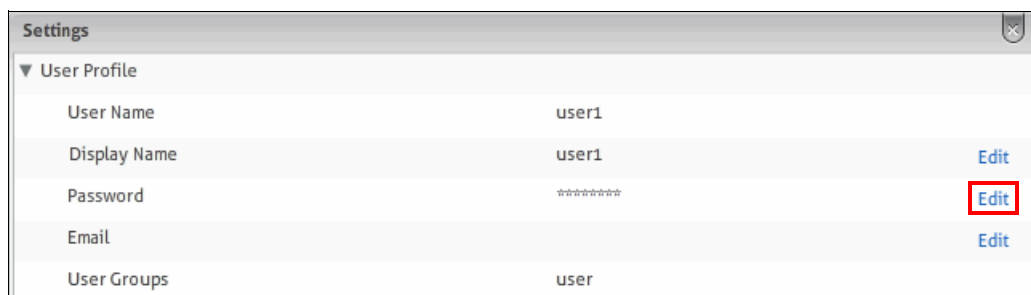 Settings
User Profile
User Name user1
Display Name user1 Edit
Password ******** Edit
Email Edit
User Groups user